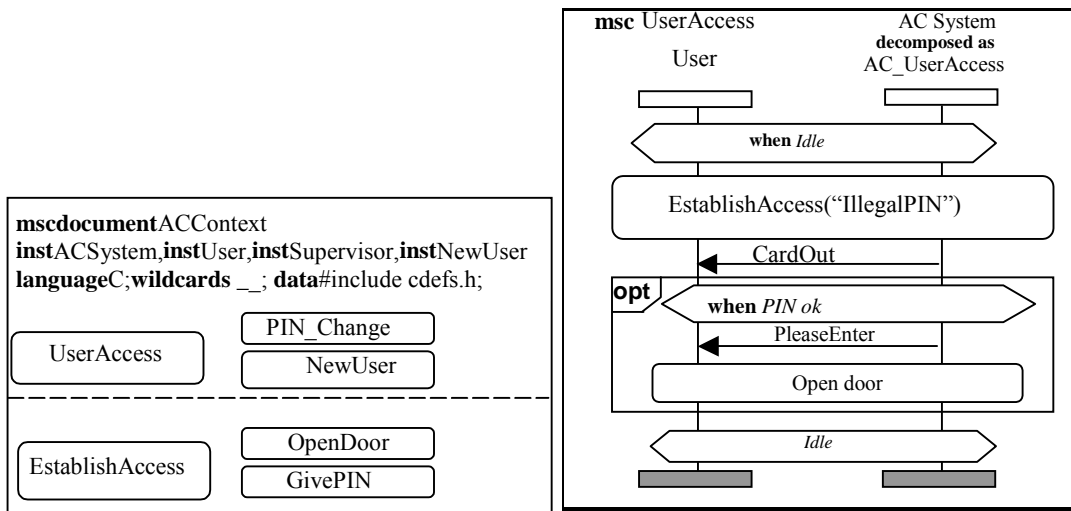 mscdocumentACContext
instACSystem,instUser,instSupervisor,instNewUser
languageC;wildcards __; data#include cdefs.h;
UserAccess
PIN_Change
NewUser
EstablishAccess
OpenDoor
GivePIN
msc UserAccess
User
AC System
decomposed as
AC_UserAccess
when Idle
EstablishAccess(“IllegalPIN”)
CardOut
opt
when PIN ok
PleaseEnter
Open door
Idle